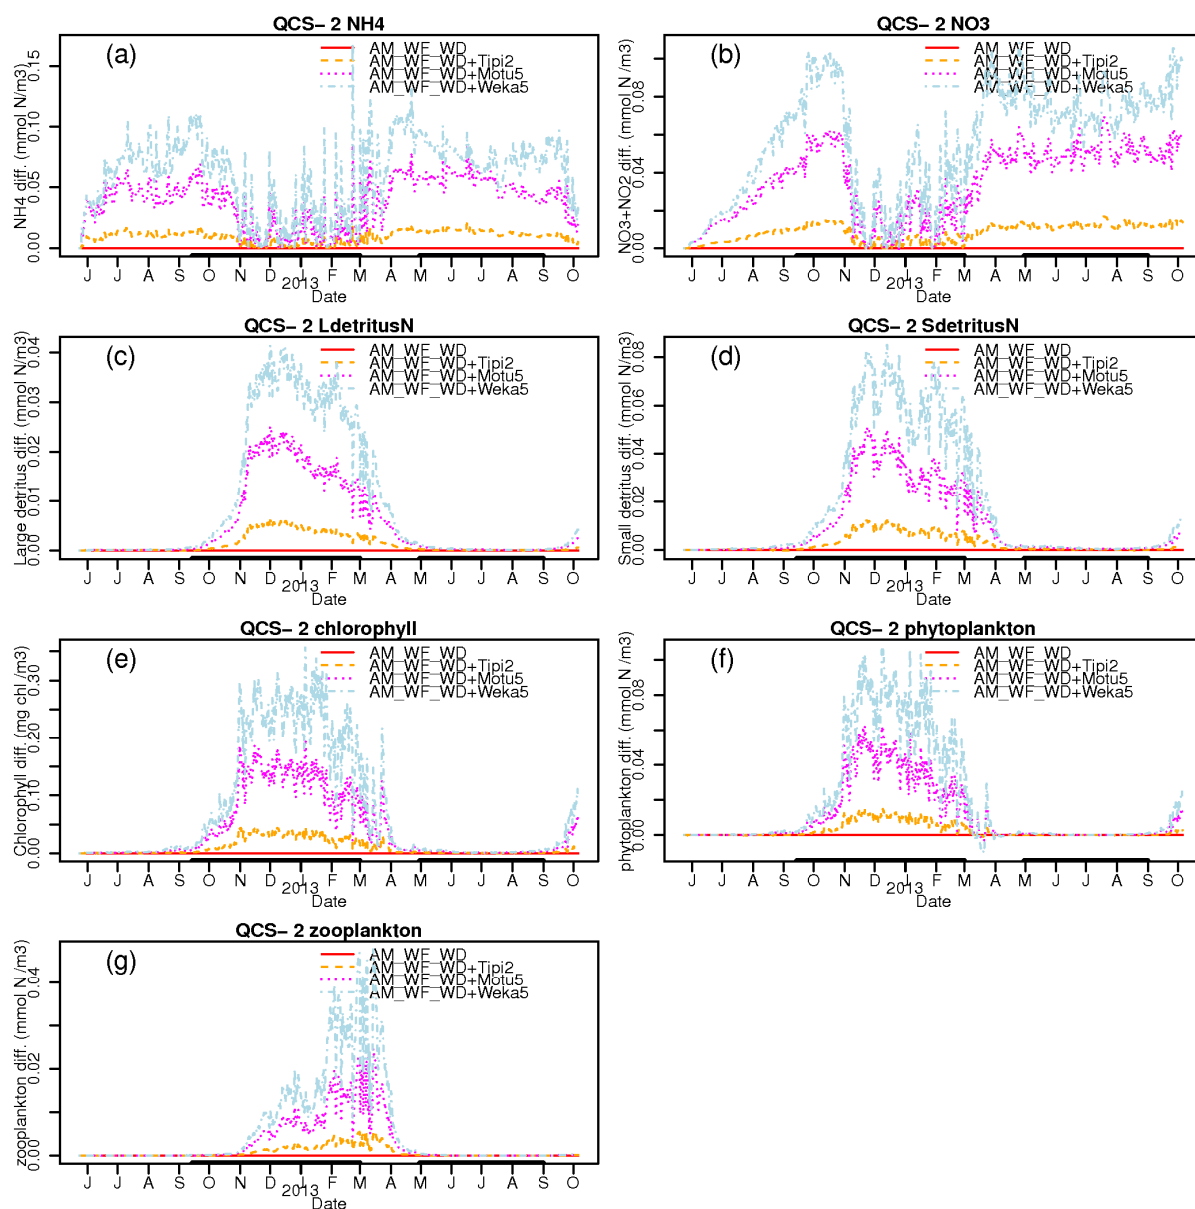 QCS− 2 NH4
(a)
AM_WF_WD
AM_WF_WD+Tipi2
AM_WF_WD+Motu5
AM_WF_WD+Weka5
NH4 diff. (mmol N/m3)
0.15
0.10
0.05
0.00
J J A S O N D J F M A M J J A S O
2013
Date
QCS− 2 NO3
(b)
AM_WF_WD
AM_WF_WD+Tipi2
AM_WF_WD+Motu5
AM_WF_WD+Weka5
NO3+NO2 diff. (mmol N /m3)
0.08
0.04
0.00
J J A S O N D J F M A M J J A S O
2013
Date
QCS− 2 LdetritusN
(c)
AM_WF_WD
AM_WF_WD+Tipi2
AM_WF_WD+Motu5
AM_WF_WD+Weka5
Large detritus diff. (mmol N/m3)
0.04
0.03
0.02
0.01
0.00
J J A S O N D J F M A M J J A S O
2013
Date
QCS− 2 SdetritusN
(d)
AM_WF_WD
AM_WF_WD+Tipi2
AM_WF_WD+Motu5
AM_WF_WD+Weka5
Small detritus diff. (mmol N/m3)
0.08
0.06
0.04
0.02
0.00
J J A S O N D J F M A M J J A S O
2013
Date
QCS− 2 chlorophyll
(e)
AM_WF_WD
AM_WF_WD+Tipi2
AM_WF_WD+Motu5
AM_WF_WD+Weka5
Chlorophyll diff. (mg chl /m3)
0.30
0.20
0.10
0.00
J J A S O N D J F M A M J J A S O
2013
Date
QCS− 2 phytoplankton
(f)
AM_WF_WD
AM_WF_WD+Tipi2
AM_WF_WD+Motu5
AM_WF_WD+Weka5
phytoplankton diff. (mmol N /m3)
0.08
0.04
0.00
J J A S O N D J F M A M J J A S O
2013
Date
QCS− 2 zooplankton
(g)
AM_WF_WD
AM_WF_WD+Tipi2
AM_WF_WD+Motu5
AM_WF_WD+Weka5
zooplankton diff. (mmol N /m3)
0.04
0.02
0.00
J J A S O N D J F M A M J J A S O
2013
Date